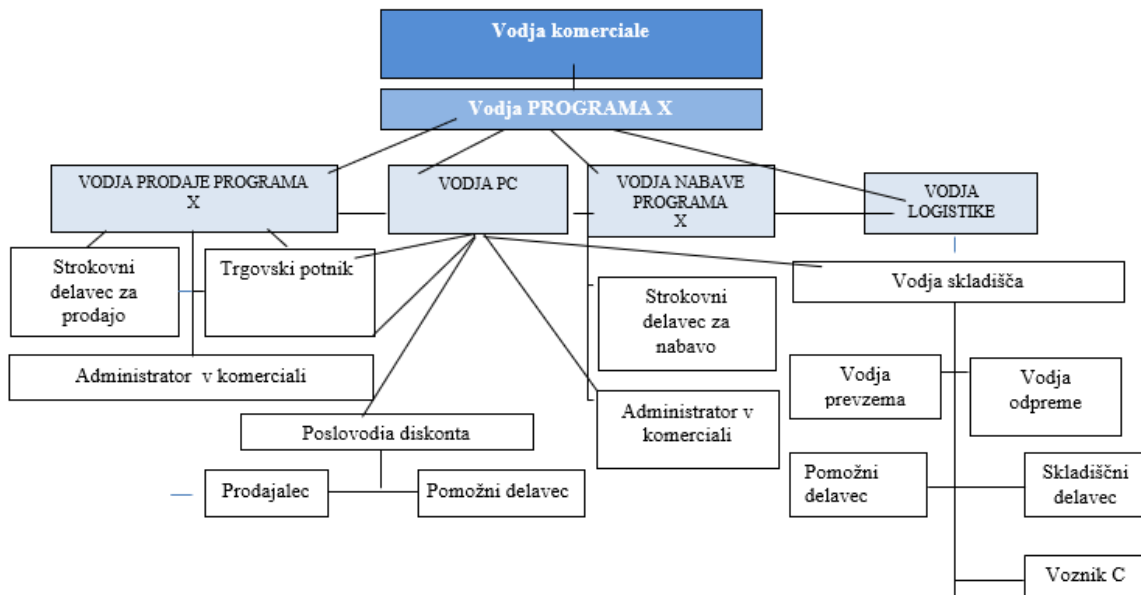 Vodja komerciale
Vodja PROGRAMA X
VODJA PRODAJE PROGRAMA
X
VODJA PC
VODJA NABAVE
PROGRAMA
X
VODJA
LOGISTIKE
Strokovni
delavec za
prodajo
Trgovski potnik
Vodja skladišča
Strokovni
delavec za
nabavo
Administrator v komerciali
Vodja
prevzema
Vodja
odpreme
Administrator v
komerciali
Poslovodia diskonta
Prodajalec
Pomožni delavec
Pomožni
delavec
Skladiščni
delavec
Voznik C